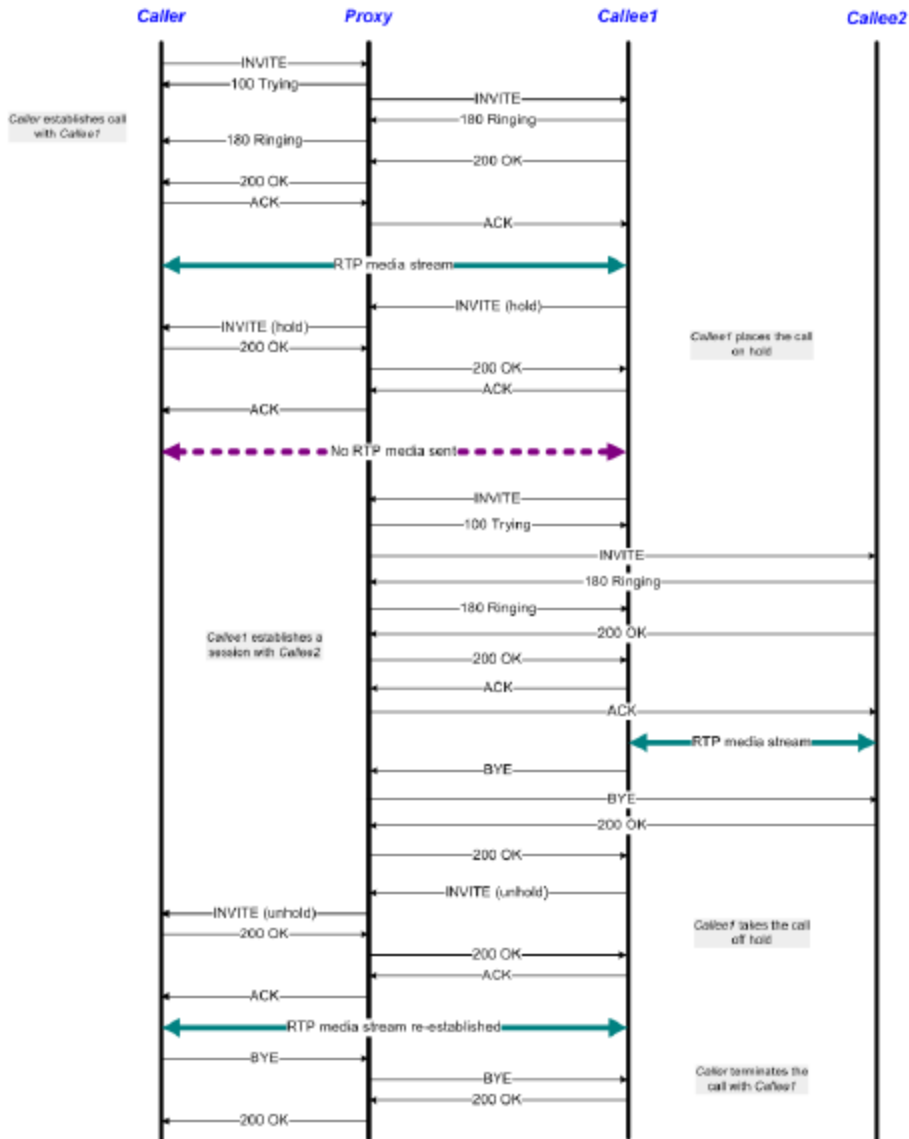 Caller Proxy Callee1 Callee2
INVITE
100 Trying
INVITE
Caller establishes call
with Callee1
180 Ringing
180 Ringing
200 OK
200 OK
ACK
ACK
RTP media stream
INVITE (hold)
INVITE (hold)
Callee1 places the call
on hold
200 OK
200 OK
ACK
ACK
No RTP media sent
INVITE
100 Trying
INVITE
180 Ringing
180 Ringing
Callee1 establishes a
session with Callee2
200 OK
200 OK
ACK
ACK
RTP media stream
BYE
BYE
200 OK
200 OK
INVITE (unhold)
INVITE (unhold)
Callee1 takes the call
off hold
200 OK
200 OK
ACK
ACK
RTP media stream re-established
BYE
Caller terminates the
call with Callee1
BYE
200 OK
200 OK